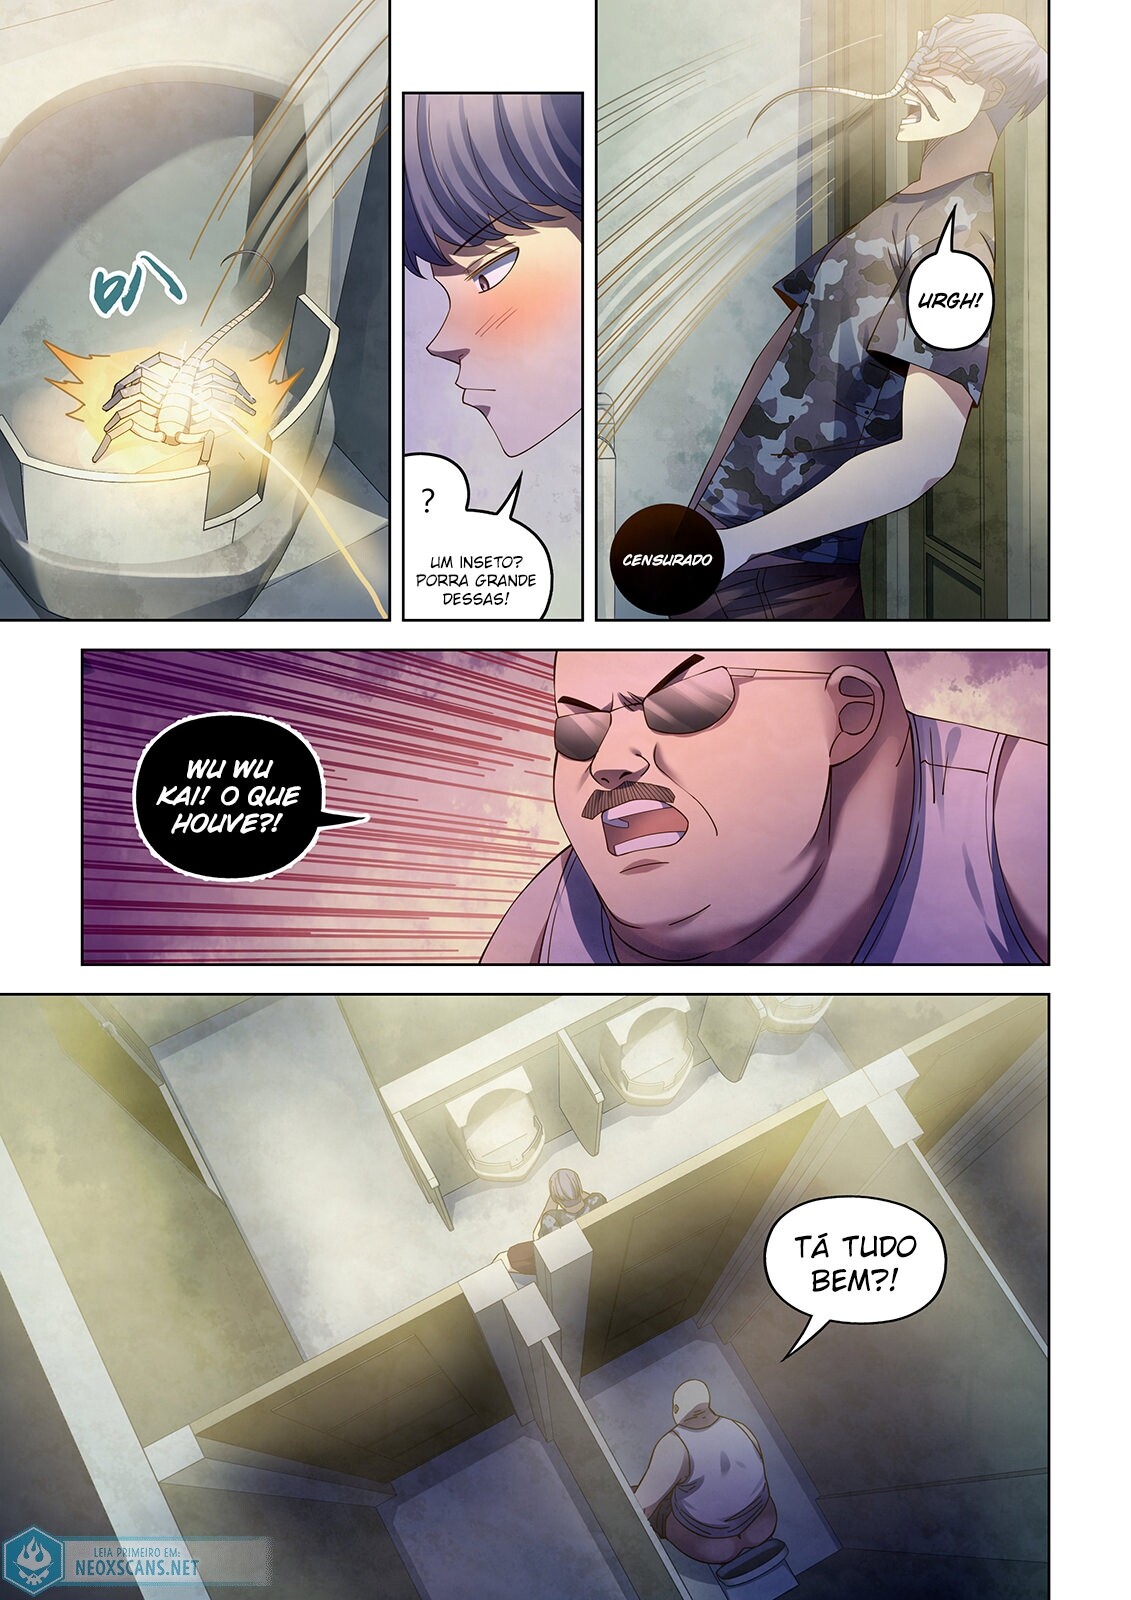 叭
?
UM INSETO?
PORRA GRANDE
DESSAS!
URGH!
CENSURADO
WU WU
KAI! O QUE
HOUVE?!
TÁ TUDO
BEM?!
LEIA PRIMEIRO EM:
NEOXSCANS.NET